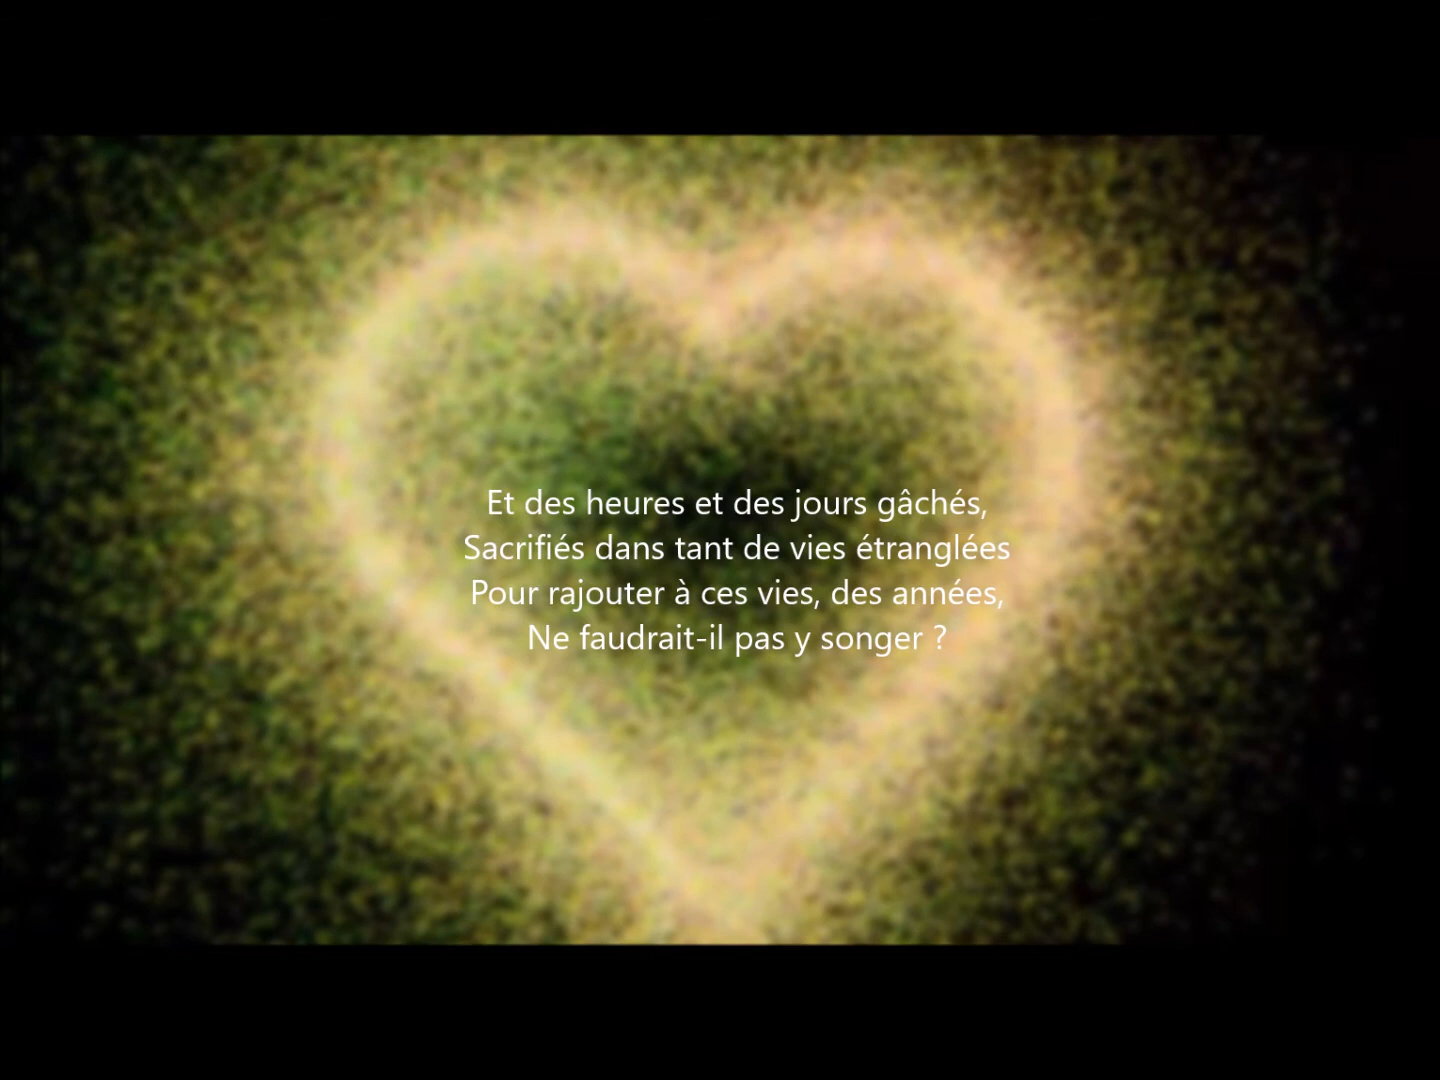 Et des heures et des jours gâchés,
Sacrifiés dans tant de vies étranglées
Pour rajouter à ces vies, des années,
Ne faudrait-il pas y songer ?